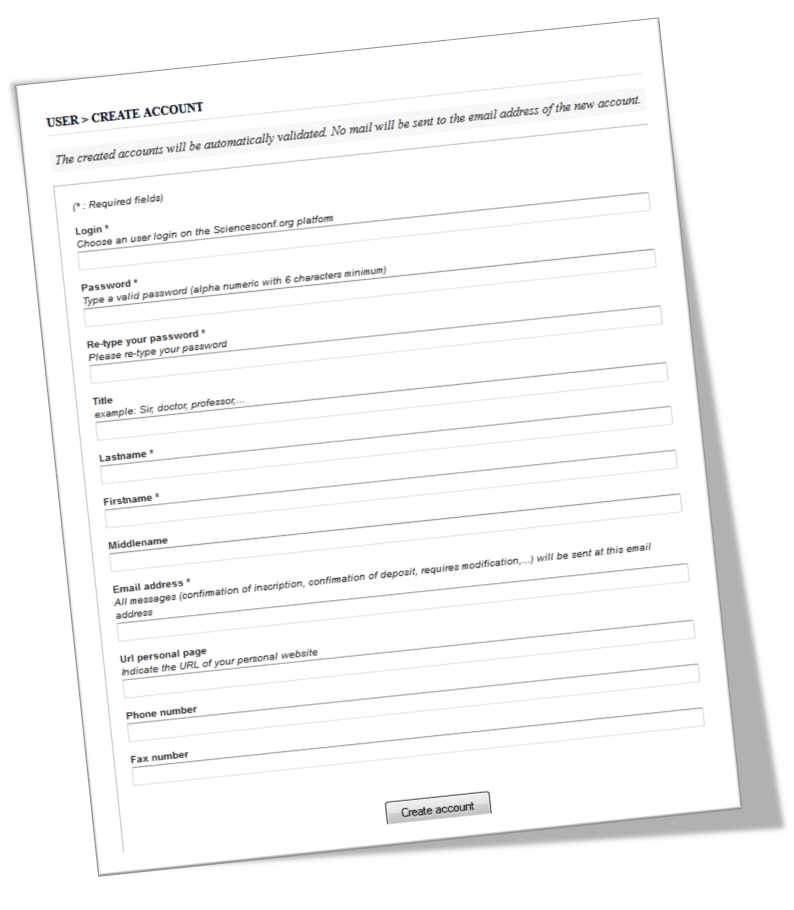 USER > CREATE ACCOUNT
The created accounts will be automatically validated. No mail will be sent to the email address of the new account.
(* : Required fields)
Login *
Choose an user login on the Sciencesconf.org platform
Password *
Type a valid password (alpha numeric with 6 characters minimum)
Re-type your password *
Please re-type your password
Title
example: Sir, doctor, professor,...
Lastname *
Firstname *
Middlename
Email address *
All messages (confirmation of inscription, confirmation of deposit, requires modification,...) will be sent at this email
address
Url personal page
Indicate the URL of your personal website
Phone number
Fax number
Create account